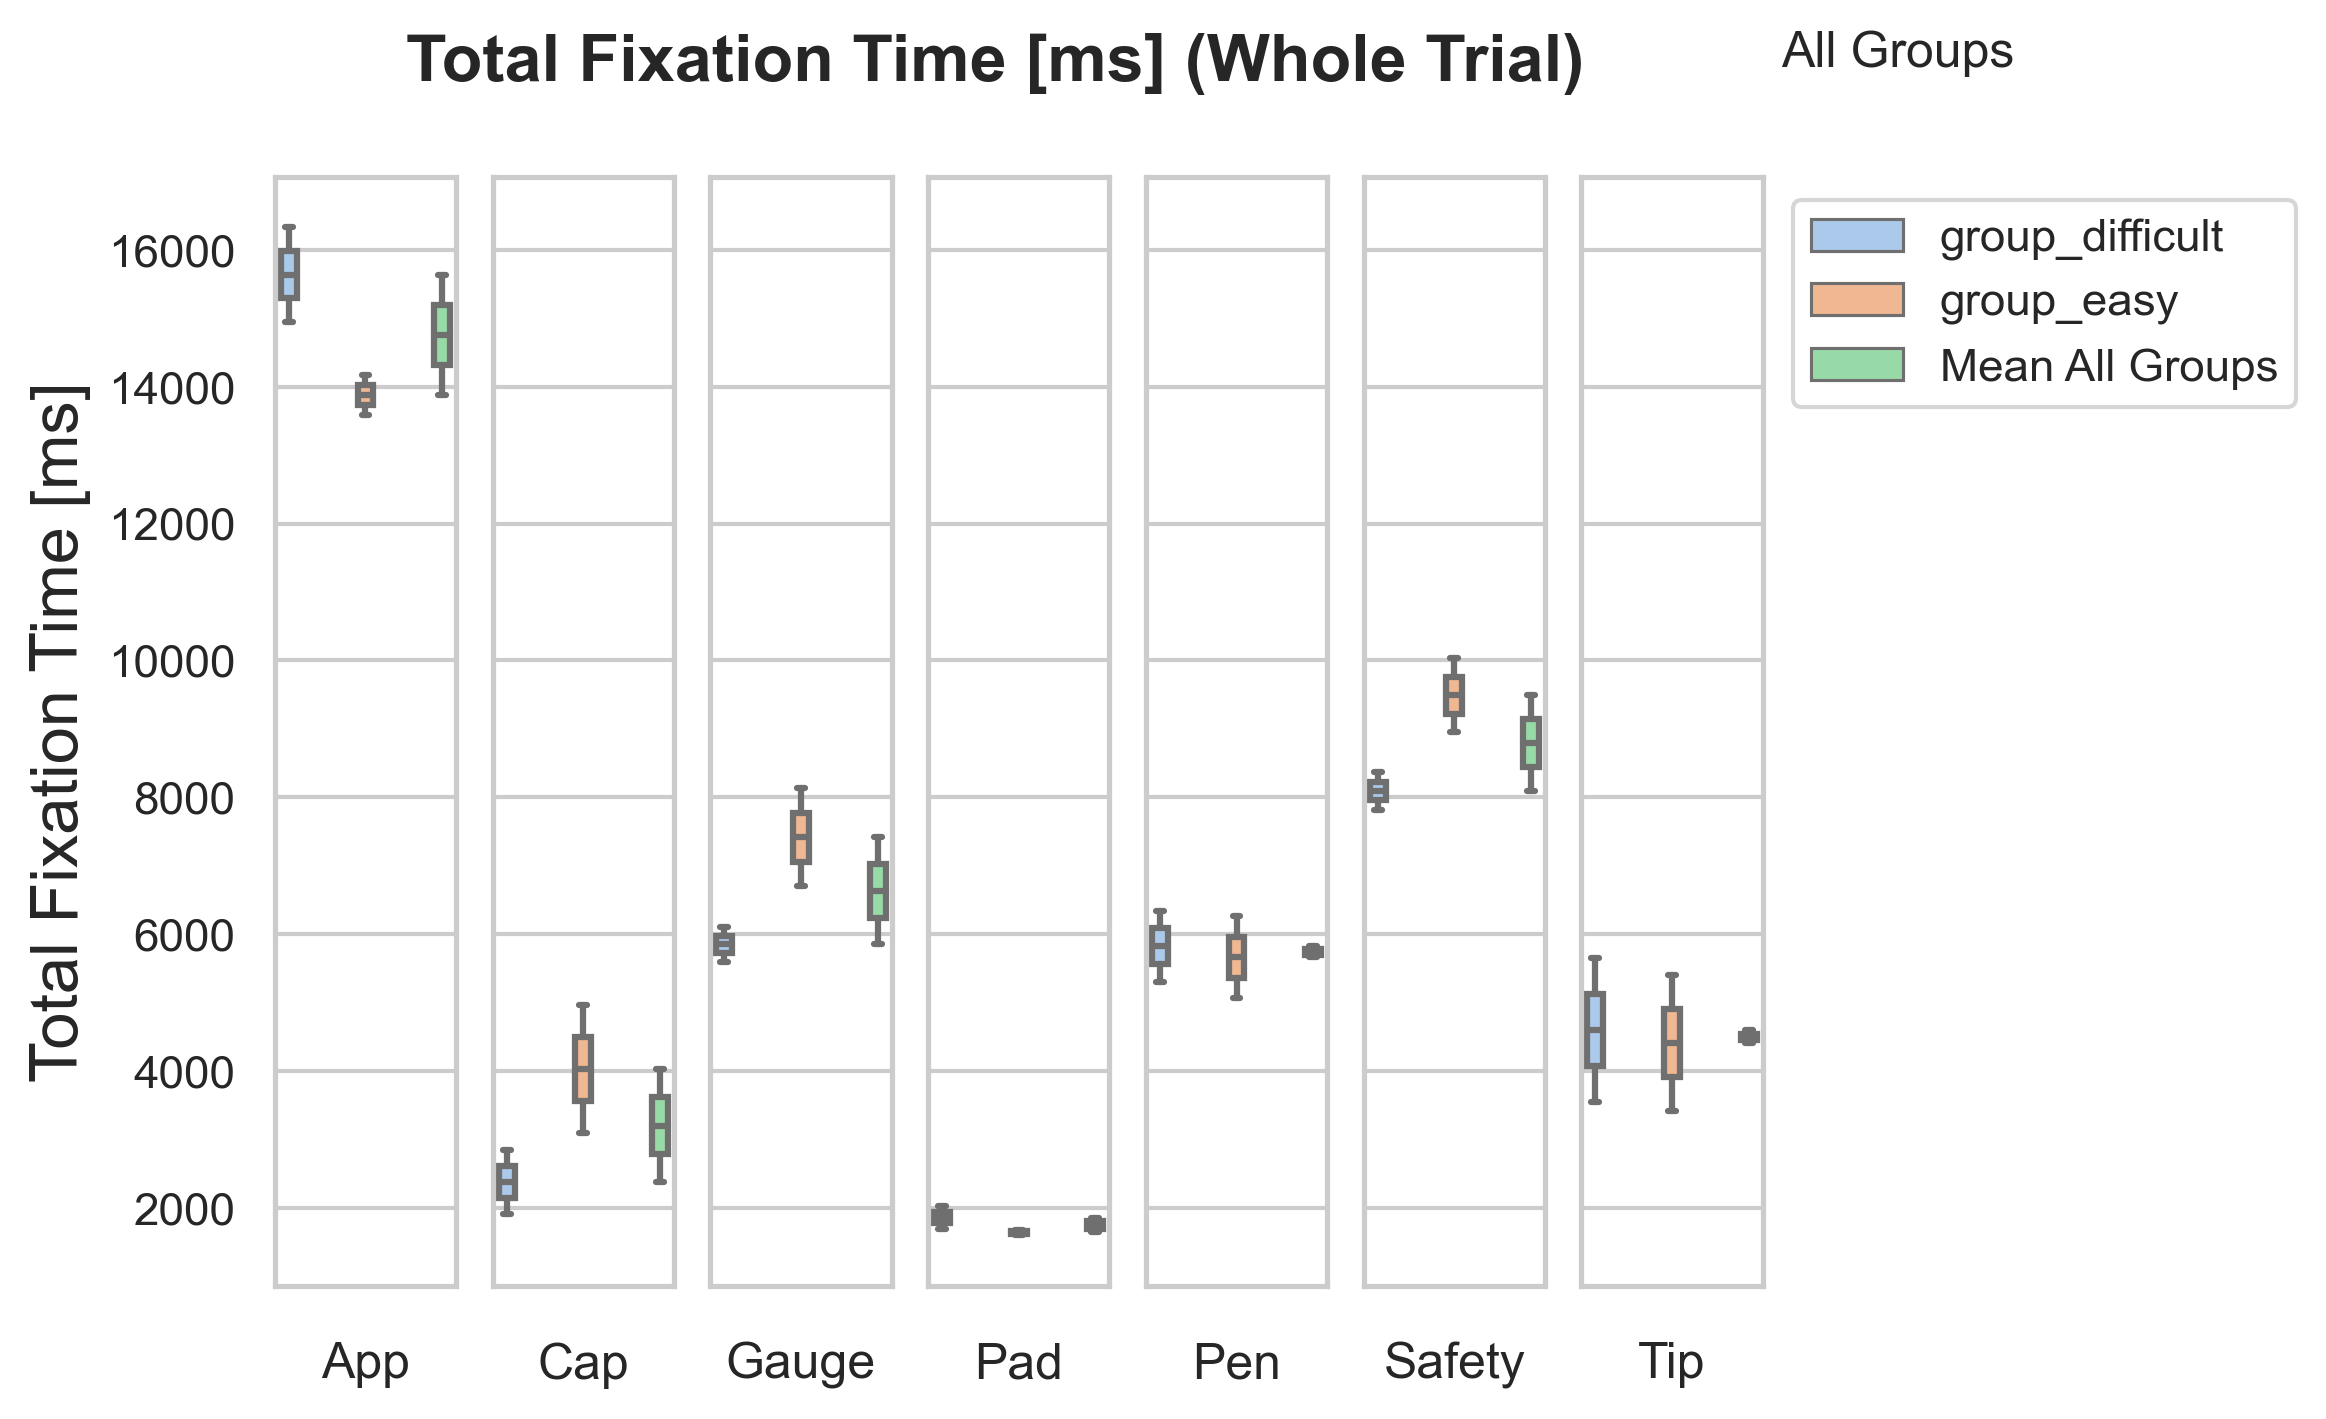 Total Fixation Time [ms] (Whole Trial)
All Groups
Total Fixation Time [ms]
16000
14000
12000
10000
8000
6000
4000
2000
group_difficult
group_easy
Mean All Groups
App
Cap
Gauge
Pad
Pen
Safety
Tip